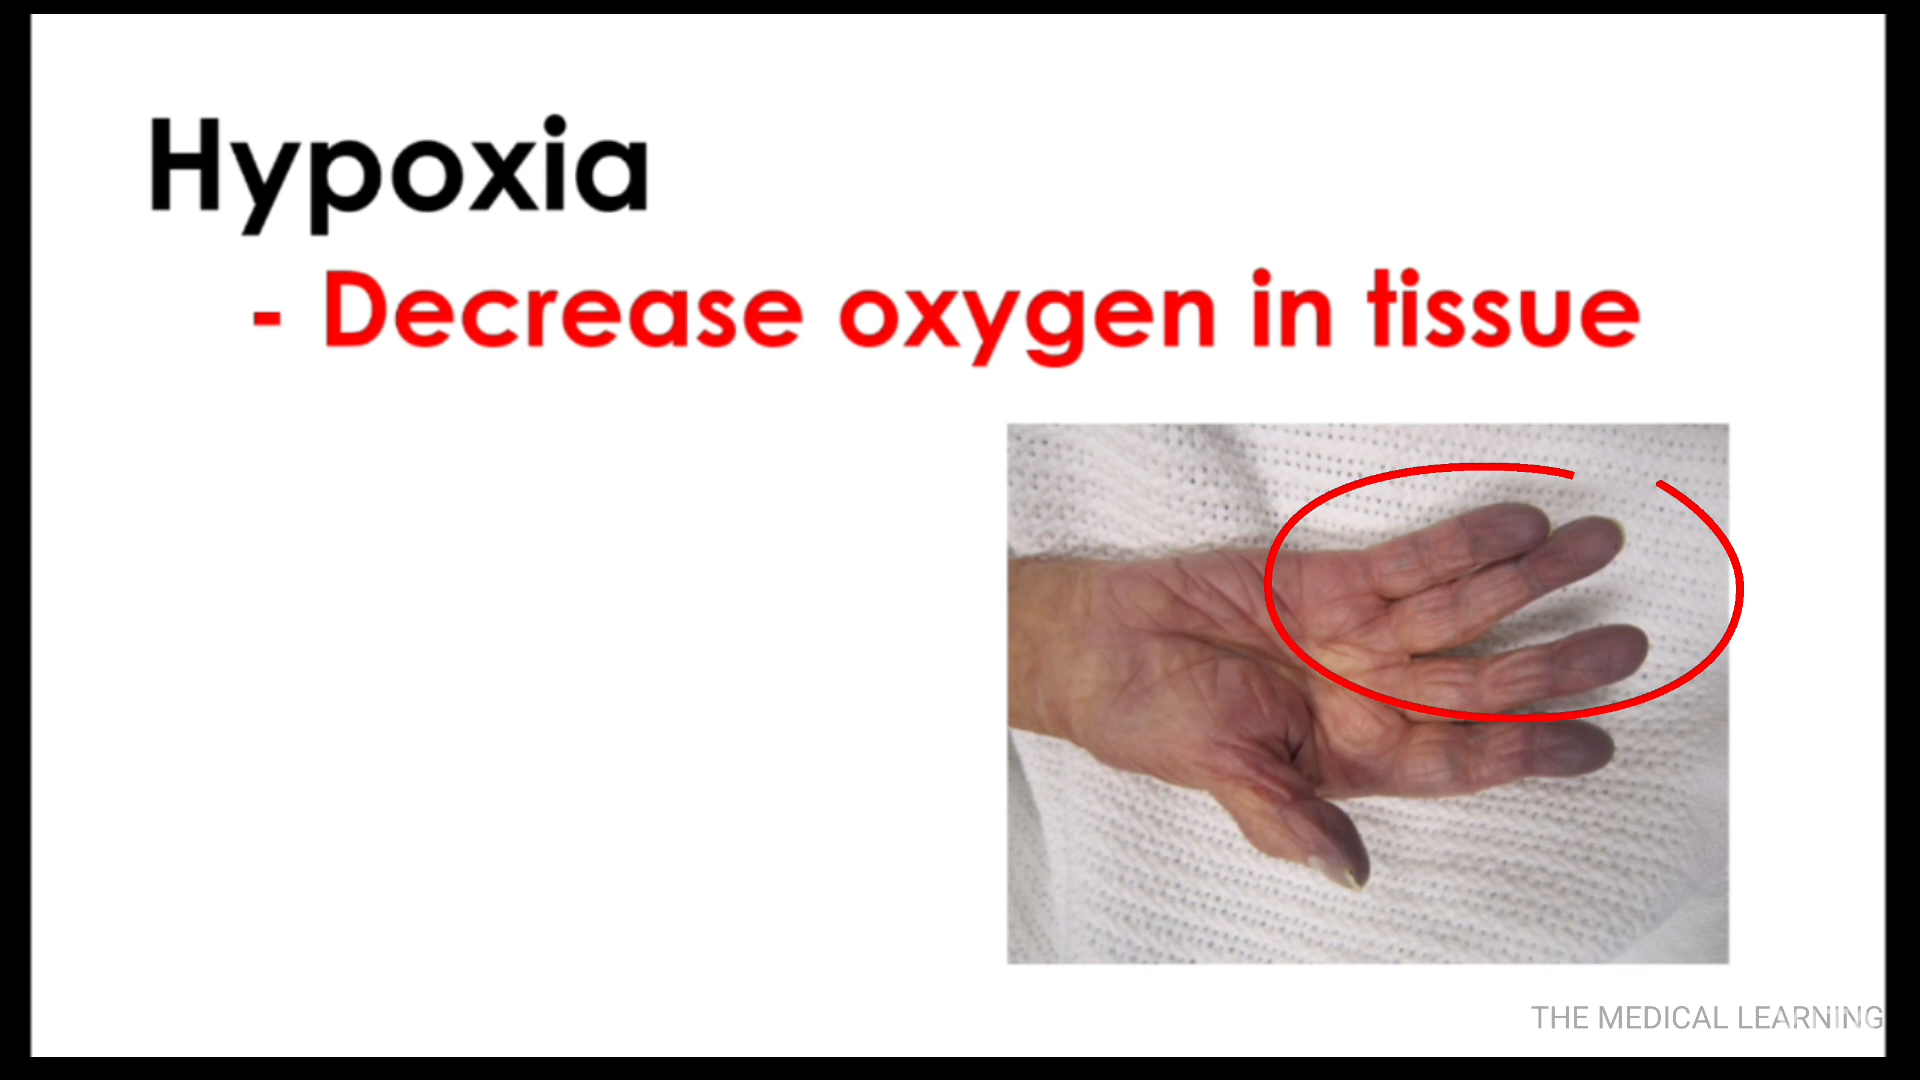 Hypoxia
- Decrease oxygen in tissue
THE MEDICAL LEARNING